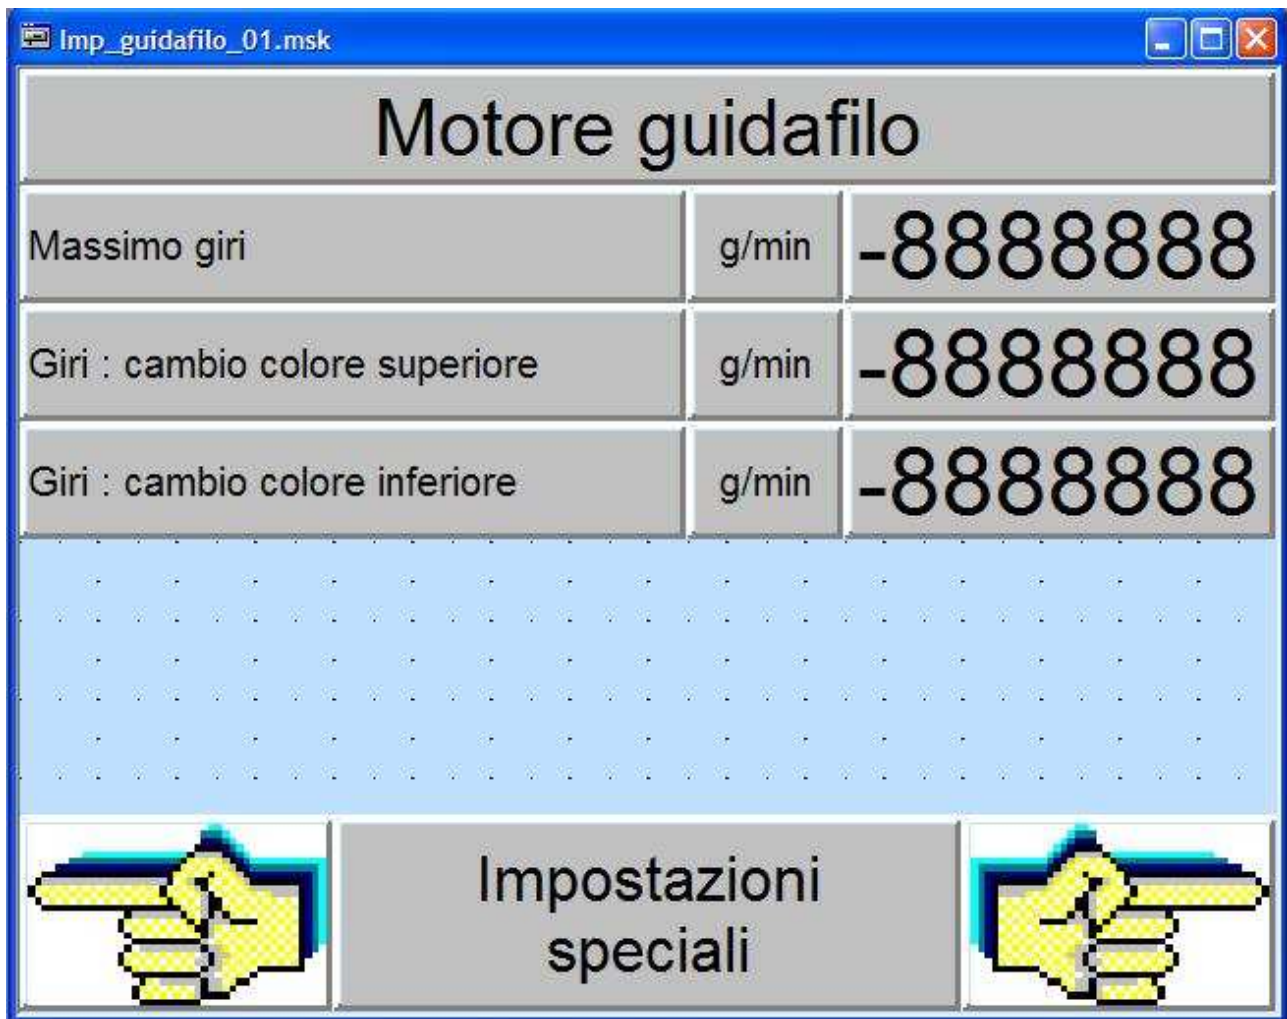 Imp_guidafilo_01.msk
Motore guidafilo
Massimo giri g/min -8888888
Giri : cambio colore superiore g/min -8888888
Giri : cambio colore inferiore g/min -8888888
Impostazioni
speciali